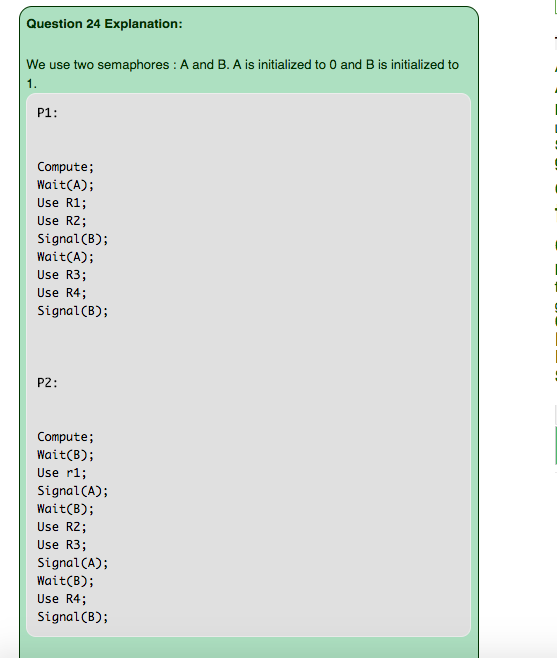 Question 24 Explanation:
We use two semaphores : A and B. A is initialized to 0 and B is initialized to
1.
P1:
Compute;
Wait(A);
Use R1;
Use R2;
Signal(B);
Wait(A);
Use R3;
Use R4;
Signal(B);
P2:
Compute;
Wait(B);
Use r1;
Signal(A);
Wait(B);
Use R2;
Use R3;
Signal(A);
Wait(B);
Use R4;
Signal(B);